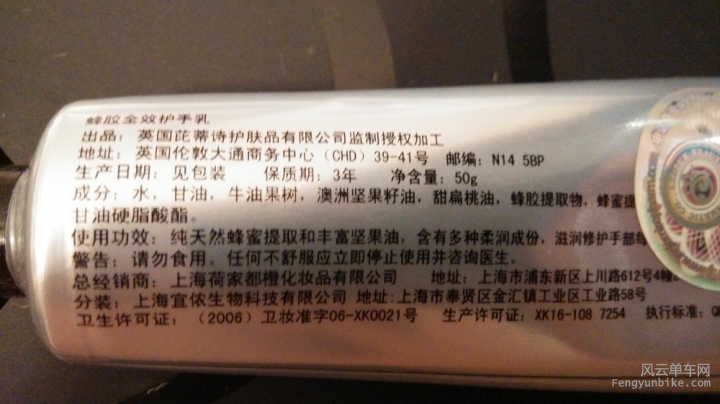 蜂胶全效护手乳
出品：英国芘蒂诗护肤品有限公司监制授权加工
地址：英国伦敦大通商务中心（CHD）39-41号 邮编：N14 5BP
生产日期：见包装 保质期：3年 净含量：50g
成分：水，甘油，牛油果树，澳洲坚果籽油，甜扁桃油，蜂胶提取物，蜂蜜提
甘油硬脂酸酯。
使用功效：纯天然蜂蜜提取和丰富坚果油，含有多种柔润成份，滋润修护手部
警告：请勿食用。任何不舒服应立即停止使用并咨询医生。
总经销商：上海荷家都橙化妆品有限公司 地址：上海市浦东新区上川路612号4幢
分装：上海宜侬生物科技有限公司 地址：上海市奉贤区金汇镇工业区工业路58号
卫生许可证：（2006）卫妆准字06-XK0021号 生产许可证：XK16-108 7254 执行标准：Q
风云单车网
Fengyunbike.com